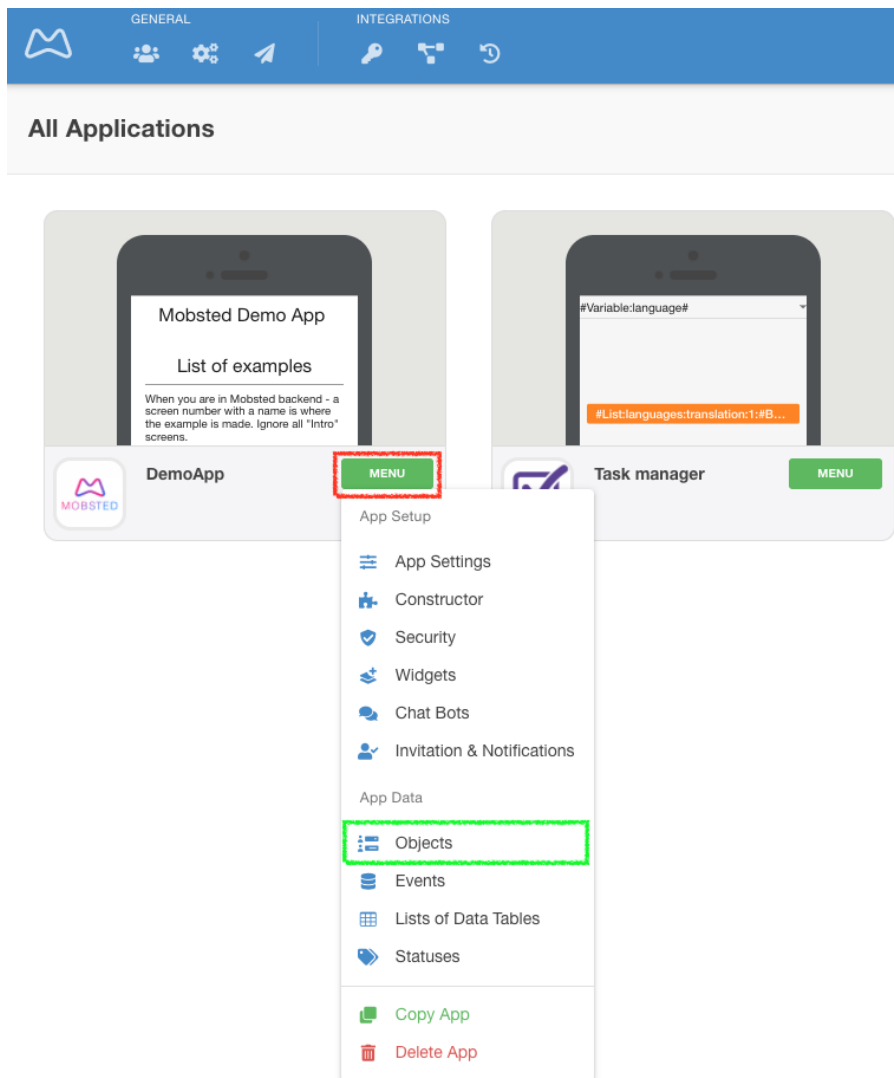 GENERAL
INTEGRATIONS
All Applications
Mobsted Demo App
List of examples
When you are in Mobsted backend - a
screen number with a name is where
the example is made. Ignore all "Intro"
screens.
#Variable:language#
#List:languages:translation:1:#B...
MOBSTED
DemoApp
MENU
Task manager
MENU
App Setup
App Settings
Constructor
Security
Widgets
Chat Bots
Invitation & Notifications
App Data
Objects
Events
Lists of Data Tables
Statuses
Copy App
Delete App